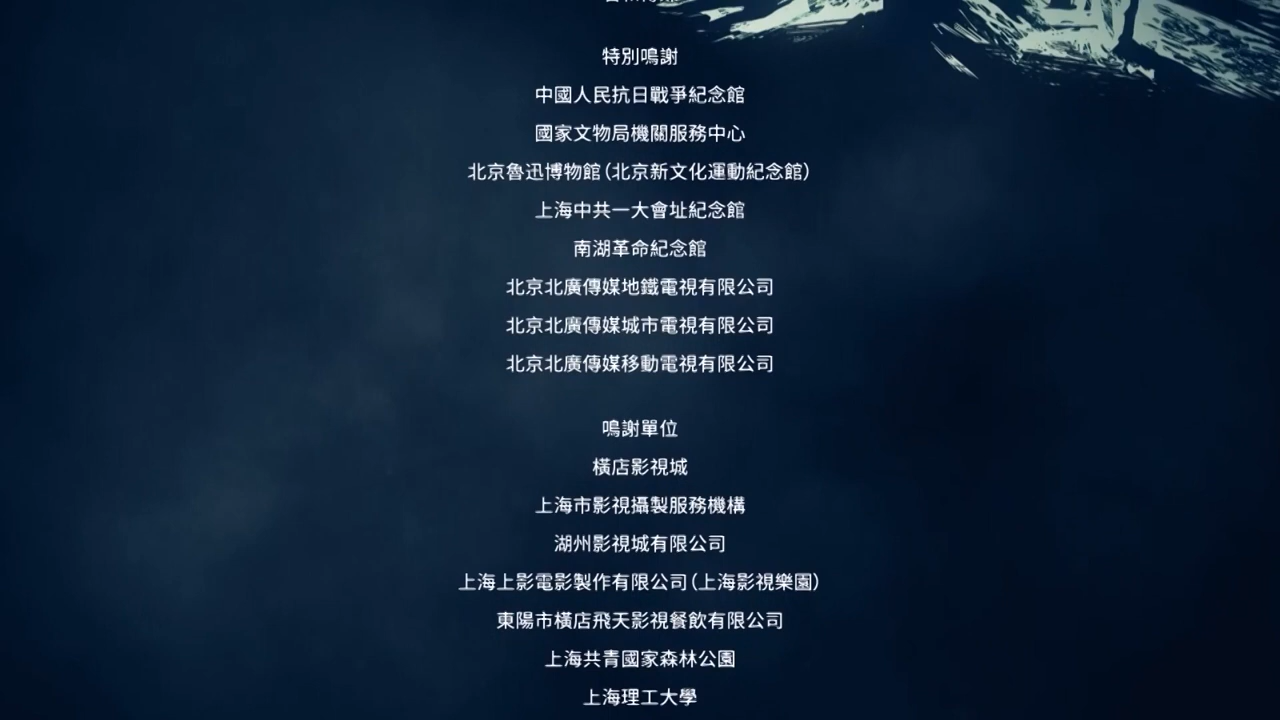 特別鳴謝
中國人民抗日戰爭紀念館
國家文物局機關服務中心
北京魯迅博物館(北京新文化運動紀念館)
上海中共一大會址紀念館
南湖革命紀念館
北京北廣傳媒地鐵電視有限公司
北京北廣傳媒城市電視有限公司
北京北廣傳媒移動電視有限公司
鳴謝單位
橫店影視城
上海市影視攝製服務機構
湖州影視城有限公司
上海上影電影製作有限公司(上海影視樂園)
東陽市橫店飛天影視餐飲有限公司
上海共青國家森林公園
上海理工大學